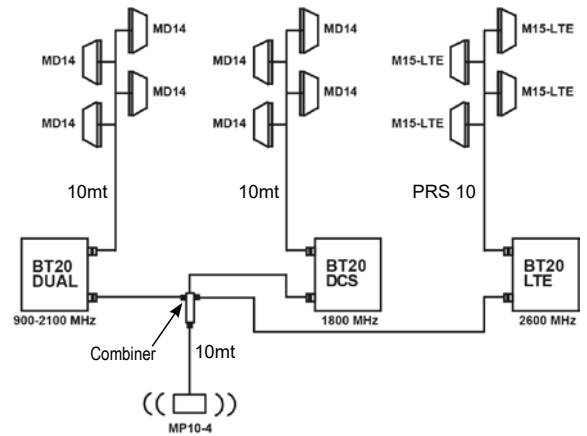 MD14
MD14
M15-LTE
MD14
MD14
M15-LTE
MD14
MD14
M15-LTE
MD14
MD14
M15-LTE
10mt
10mt
PRS 10
BT20
DUAL
BT20
DCS
BT20
LTE
900-2100 MHz
1800 MHz
2600 MHz
Combiner
10mt
MP10-4